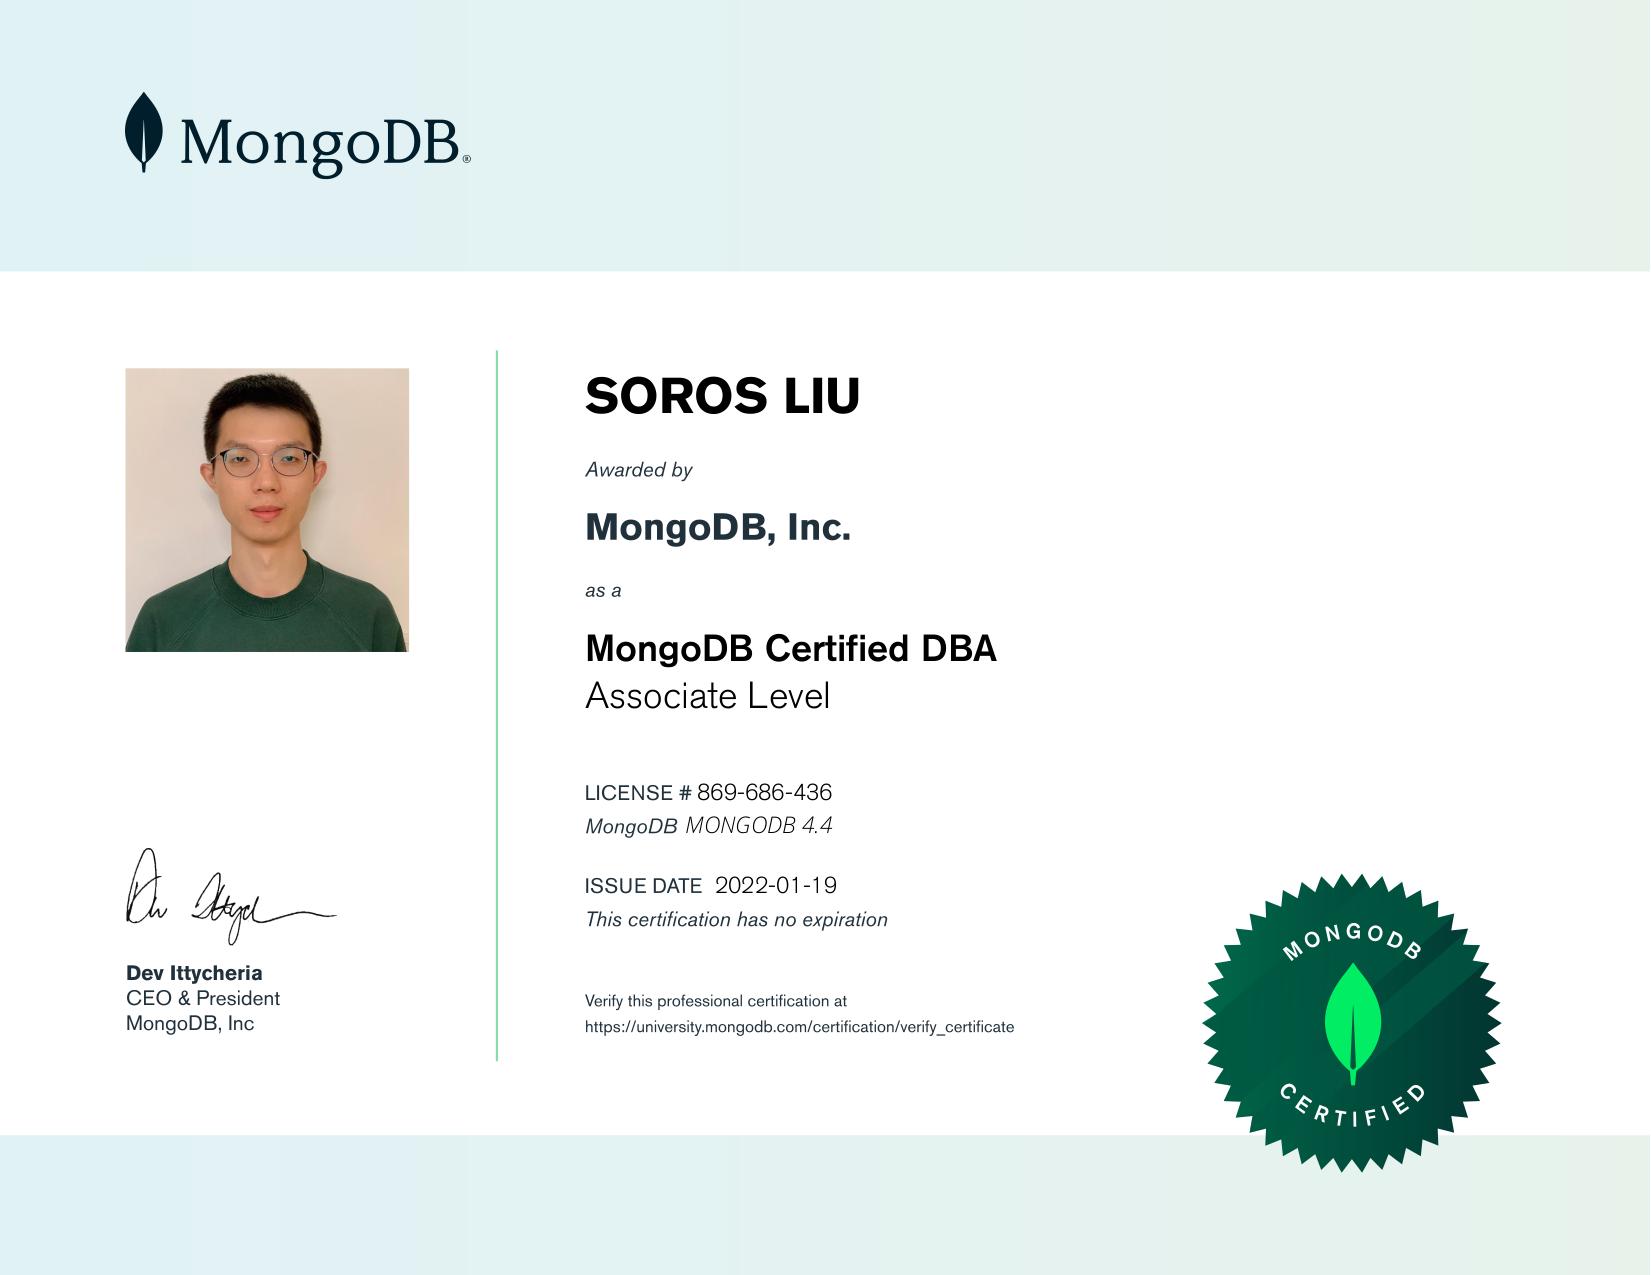 MongoDB®
SOROS LIU
Awarded by
MongoDB, Inc.
as a
MongoDB Certified DBA
Associate Level
LICENSE # 869-686-436
MongoDB MONGODB 4.4
ISSUE DATE 2022-01-19
This certification has no expiration
Verify this professional certification at
https://university.mongodb.com/certification/verify_certificate
Dev Ittycheria
CEO & President
MongoDB, Inc
MONGODB
CERTIFIED